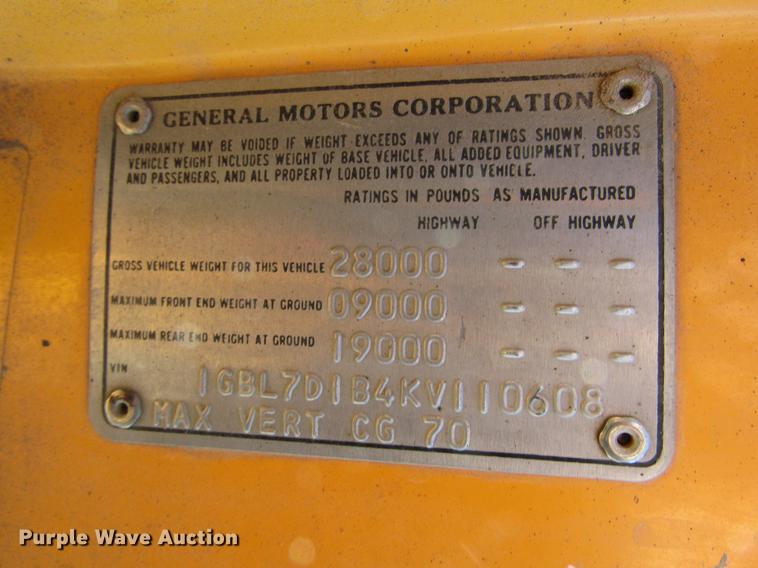 GENERAL MOTORS CORPORATION
WARRANTY MAY BE VOIDED IF WEIGHT EXCEEDS ANY OF RATINGS SHOWN. GROSS
VEHICLE WEIGHT INCLUDES WEIGHT OF BASE VEHICLE, ALL ADDED EQUIPMENT, DRIVER
AND PASSENGERS, AND ALL PROPERTY LOADED INTO OR ONTO VEHICLE.
RATINGS IN POUNDS AS MANUFACTURED
HIGHWAY OFF HIGHWAY
GROSS VEHICLE WEIGHT FOR THIS VEHICLE 28000 - - -
MAXIMUM FRONT END WEIGHT AT GROUND 09000 - - -
MAXIMUM REAR END WEIGHT AT GROUND 19000 - - -
VIN
1GBL7D1B4KV110608
MAX VERT CG 70
Purple Wave Auction